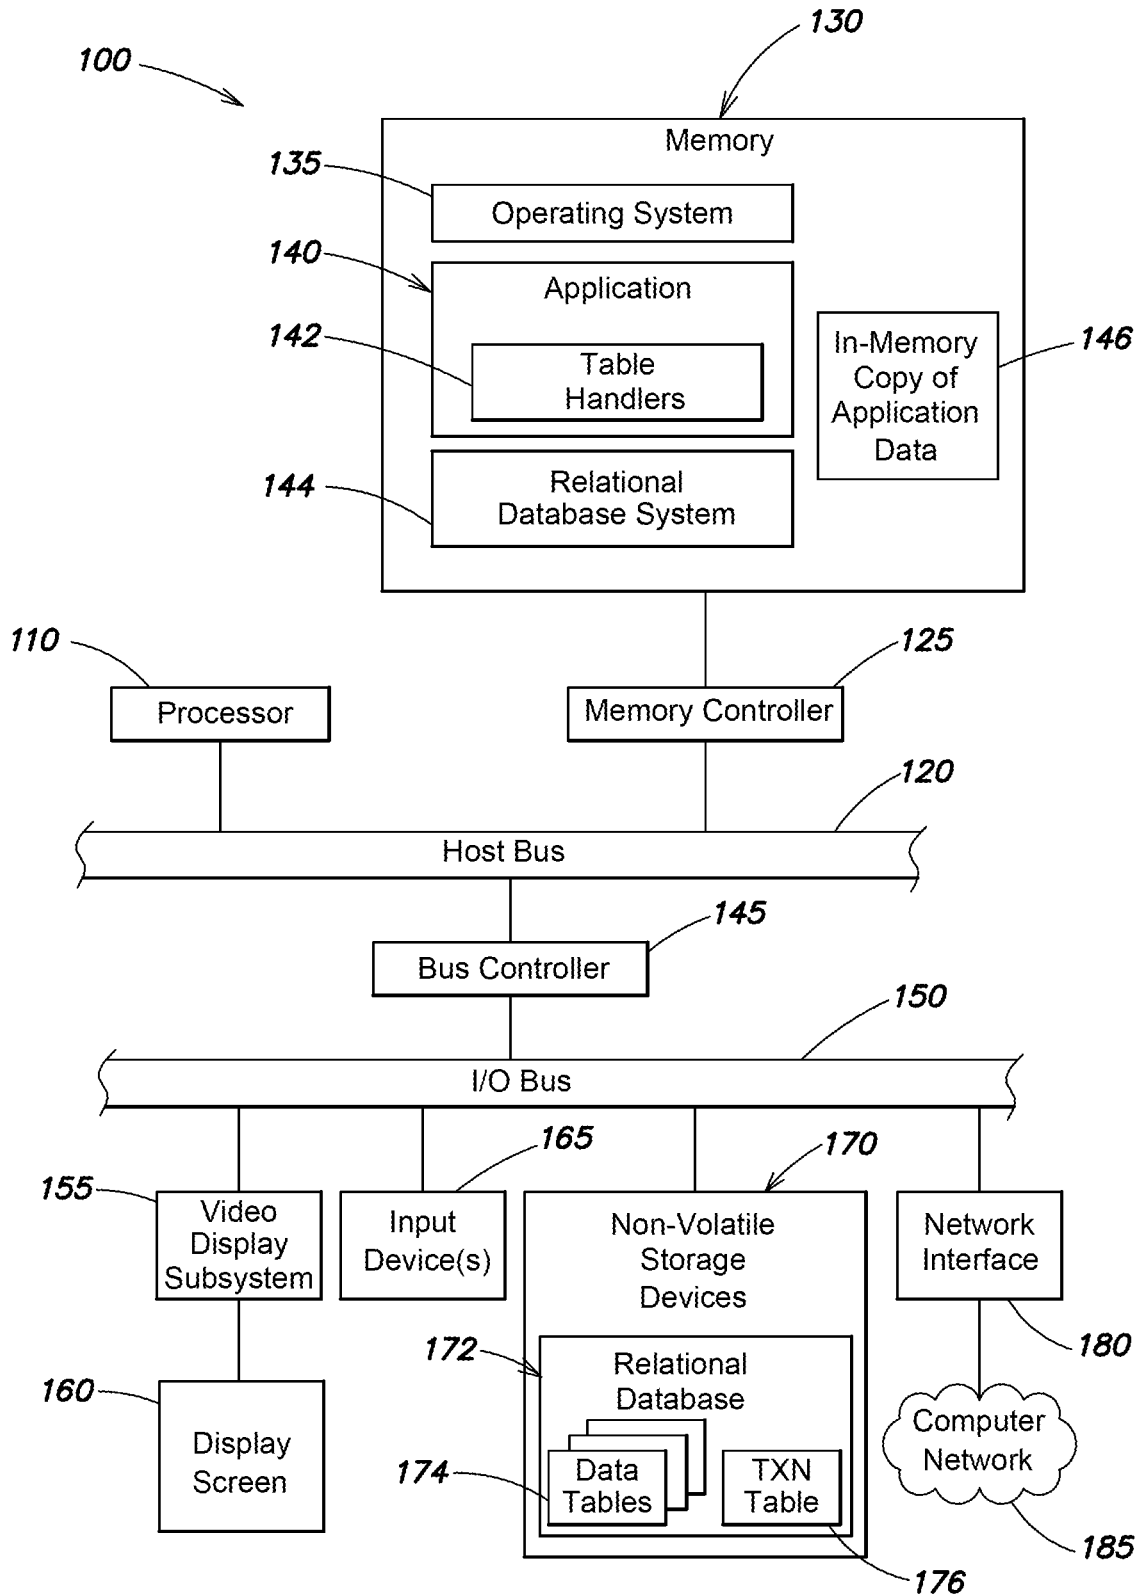 130
100
Memory
135
Operating System
140
Application
142
Table
Handlers
In-Memory
Copy of
Application
Data
146
144
Relational
Database System
110
125
Processor
Memory Controller
120
Host Bus
145
Bus Controller
150
I/O Bus
165
170
155
Video
Display
Subsystem
Input
Device(s)
Non-Volatile
Storage
Devices
Network
Interface
172
180
Relational
Database
160
Display
Screen
174
Data
Tables
TXN
Table
Computer
Network
185
176